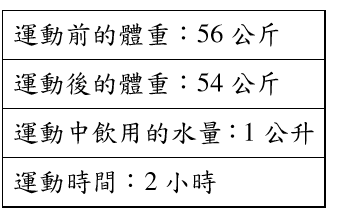 運動前的體重：56 公斤
運動後的體重：54 公斤
運動中飲用的水量：1 公升
運動時間：2 小時